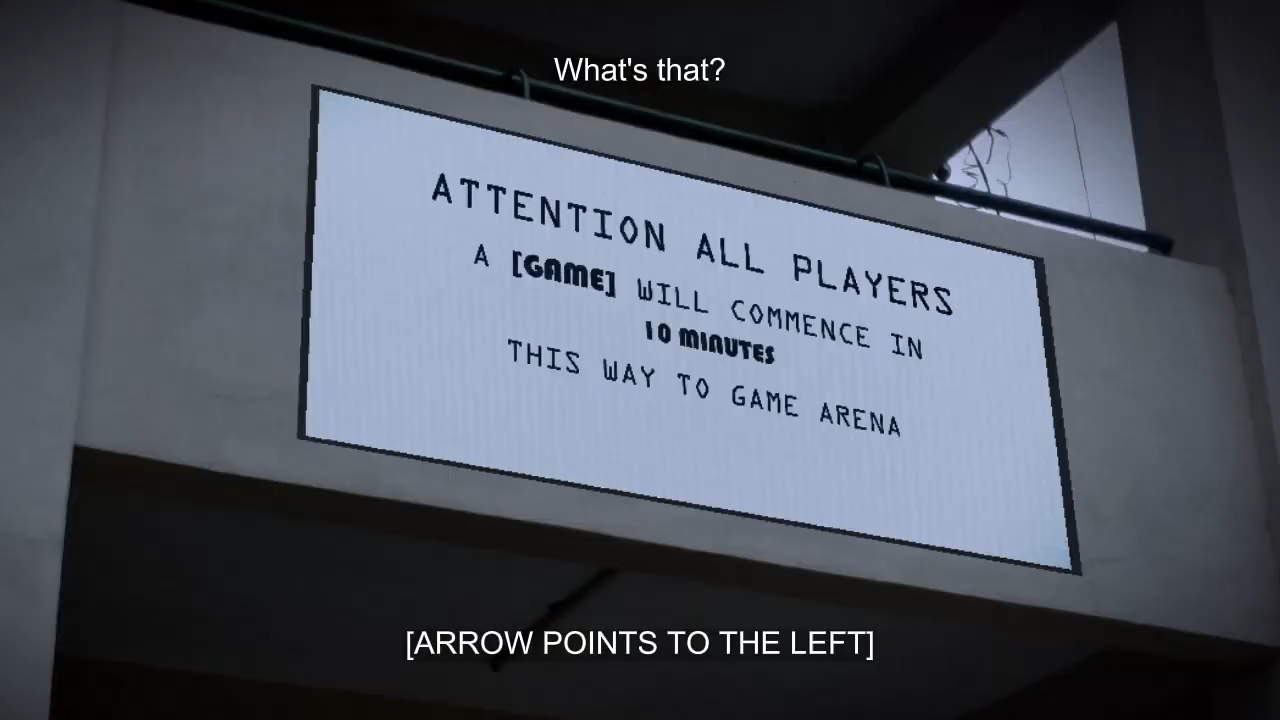 What's that?
ATTENTION ALL PLAYERS
A [GAME] WILL COMMENCE IN
10 MINUTES
THIS WAY TO GAME ARENA
[ARROW POINTS TO THE LEFT]